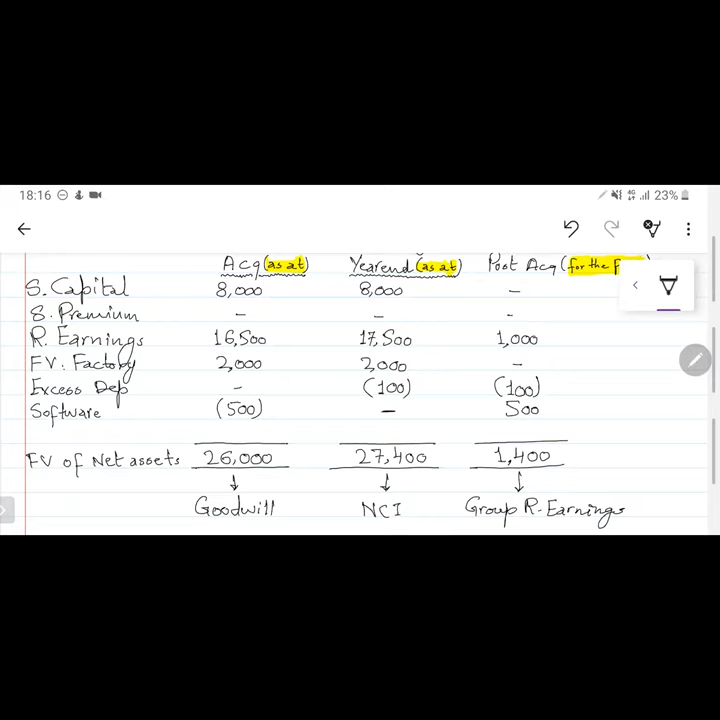 18:16 4G 23%
Acq (as at) Yearend (as at) Post Acq (for the
S. Capital 8,000 8,000 –
S. Premium – – –
R. Earnings 16,500 17,500 1,000
FV: Factory 2,000 2,000 –
Excess Dep – (100) (100)
Software (500) – 500
FV of Net assets 26,000 27,400 1,400
Goodwill NCI Group R. Earnings